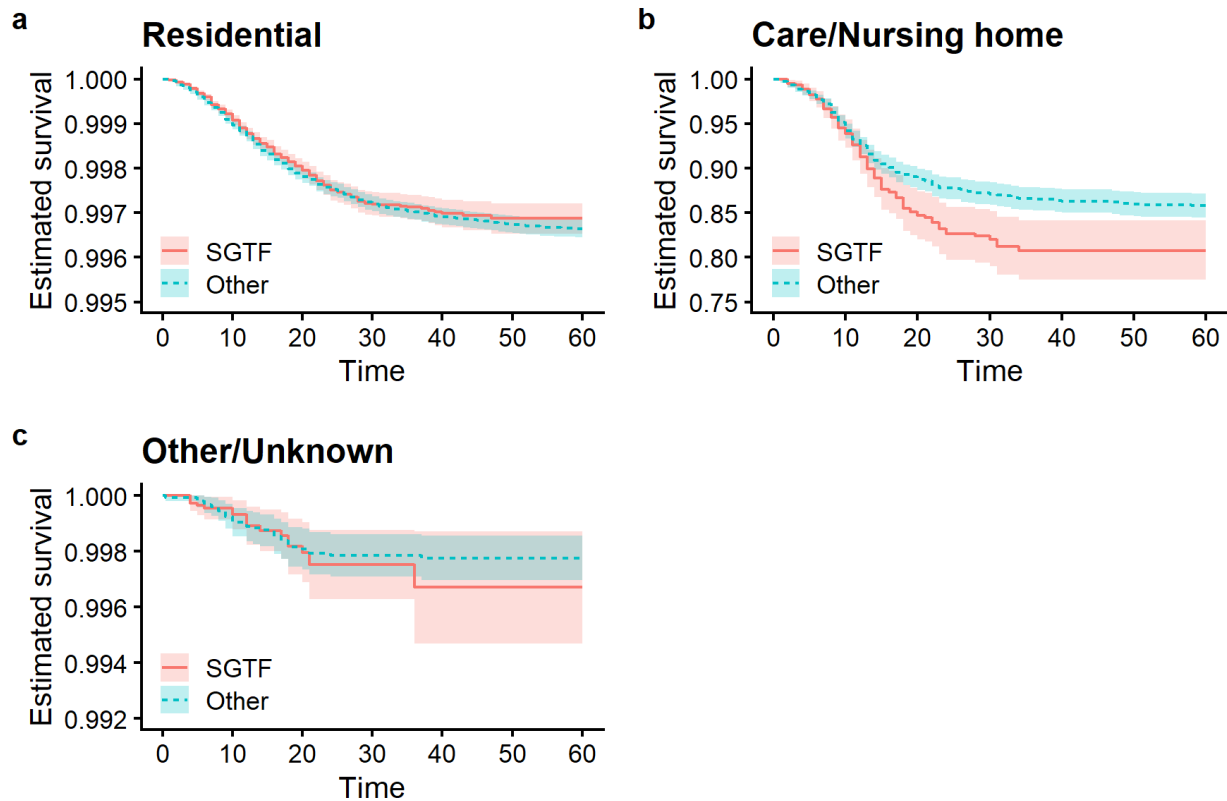 a
Residential
Estimated survival
1.000
0.999
0.998
0.997
0.996
0.995
SGTF
Other
0 10 20 30 40 50 60
Time
b
Care/Nursing home
Estimated survival
1.00
0.95
0.90
0.85
0.80
0.75
SGTF
Other
0 10 20 30 40 50 60
Time
c
Other/Unknown
Estimated survival
1.000
0.998
0.996
0.994
0.992
SGTF
Other
0 10 20 30 40 50 60
Time